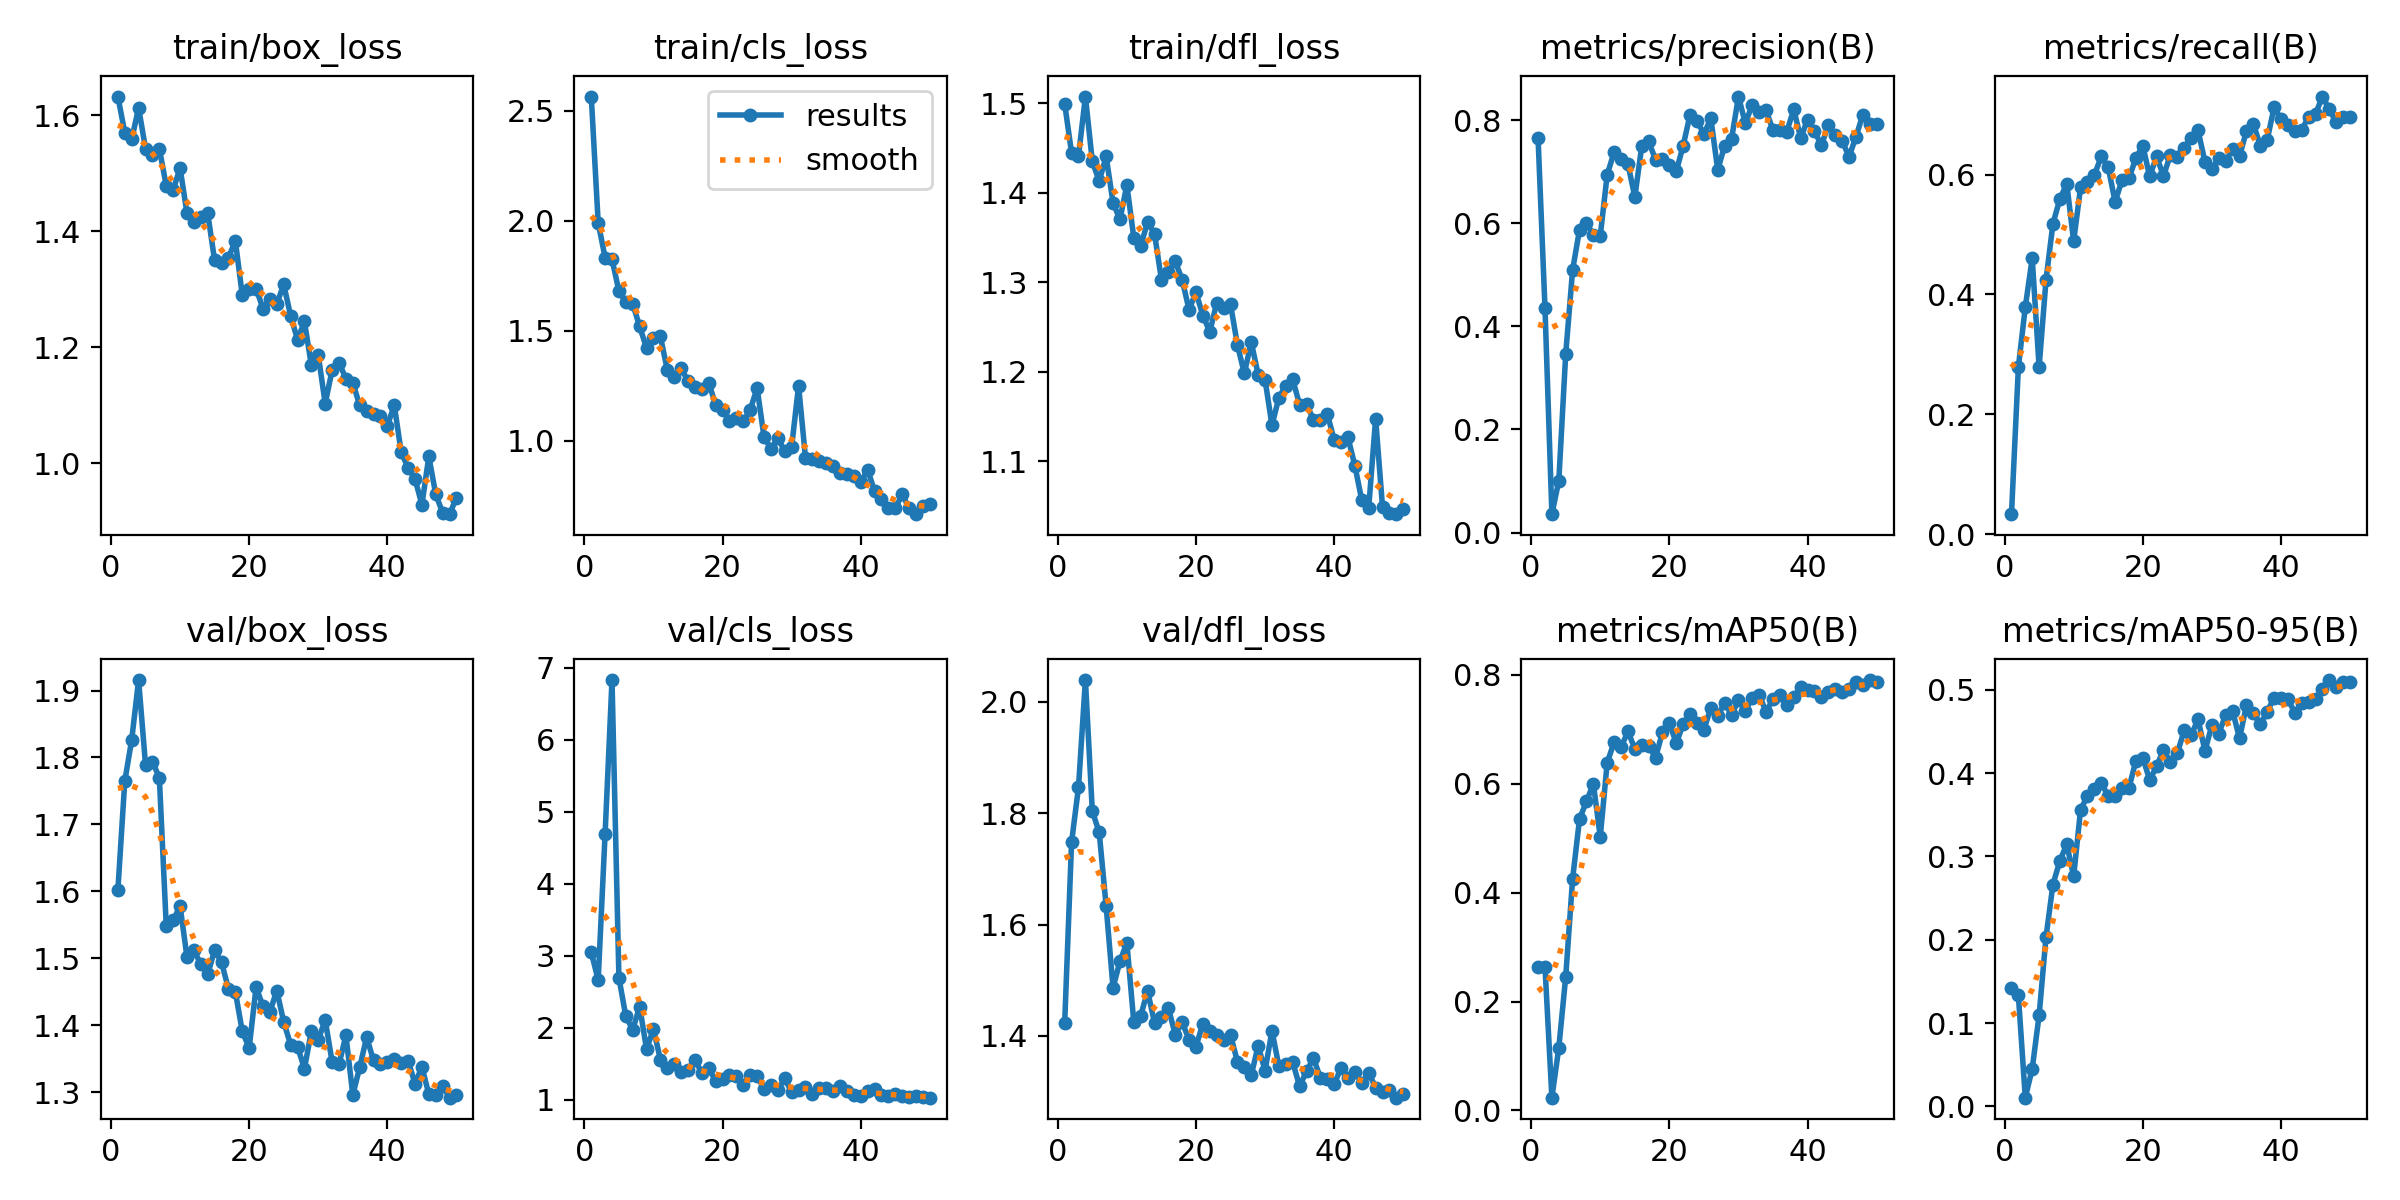 train/box_loss
1.6
1.4
1.2
1.0
0 20 40
train/cls_loss
results
smooth
2.5
2.0
1.5
1.0
0 20 40
train/dfl_loss
1.5
1.4
1.3
1.2
1.1
0 20 40
metrics/precision(B)
0.8
0.6
0.4
0.2
0.0
0 20 40
metrics/recall(B)
0.6
0.4
0.2
0.0
0 20 40
val/box_loss
1.9
1.8
1.7
1.6
1.5
1.4
1.3
0 20 40
val/cls_loss
7
6
5
4
3
2
1
0 20 40
val/dfl_loss
2.0
1.8
1.6
1.4
0 20 40
metrics/mAP50(B)
0.8
0.6
0.4
0.2
0.0
0 20 40
metrics/mAP50-95(B)
0.5
0.4
0.3
0.2
0.1
0.0
0 20 40